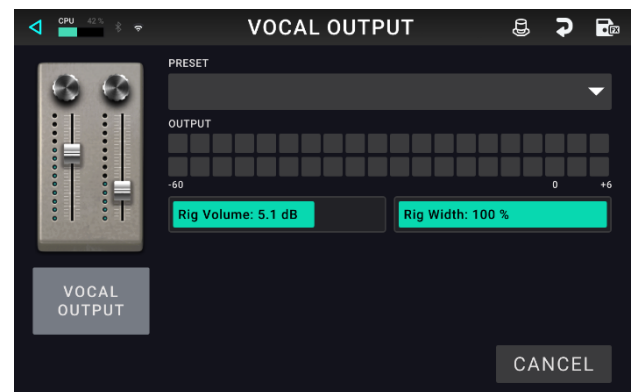 CPU 42 %
VOCAL OUTPUT
FX
PRESET
OUTPUT
-60 0 +6
Rig Volume: 5.1 dB
Rig Width: 100 %
VOCAL
OUTPUT
CANCEL